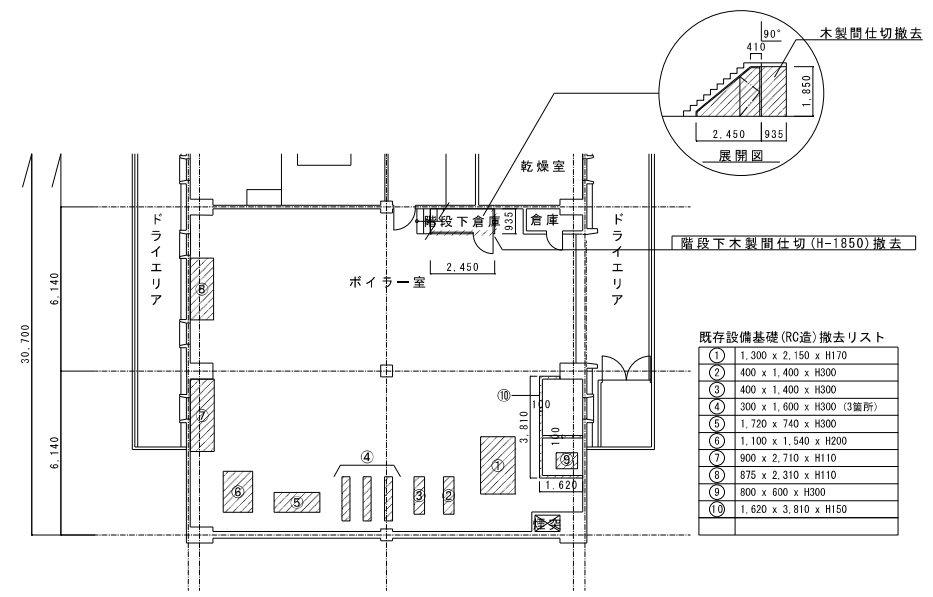 90°
木製間仕切撤去
410
1,850
2,450
935
展開図
乾燥室
ドライエリア
階段下倉庫
935
倉庫
ドライエリア
階段下木製間仕切(H-1850)撤去
2,450
ボイラー室
6,140
30,700
6,140
⑧
⑦
⑩
100
3,810
100
④
①
⑨
⑥
⑤
③
②
1,620
煙突
既存設備基礎(RC造)撤去リスト
① 1,300 x 2,150 x H170
② 400 x 1,400 x H300
③ 400 x 1,400 x H300
④ 300 x 1,600 x H300 (3箇所)
⑤ 1,720 x 740 x H300
⑥ 1,100 x 1,540 x H200
⑦ 900 x 2,710 x H110
⑧ 875 x 2,310 x H110
⑨ 800 x 600 x H300
⑩ 1,620 x 3,810 x H150